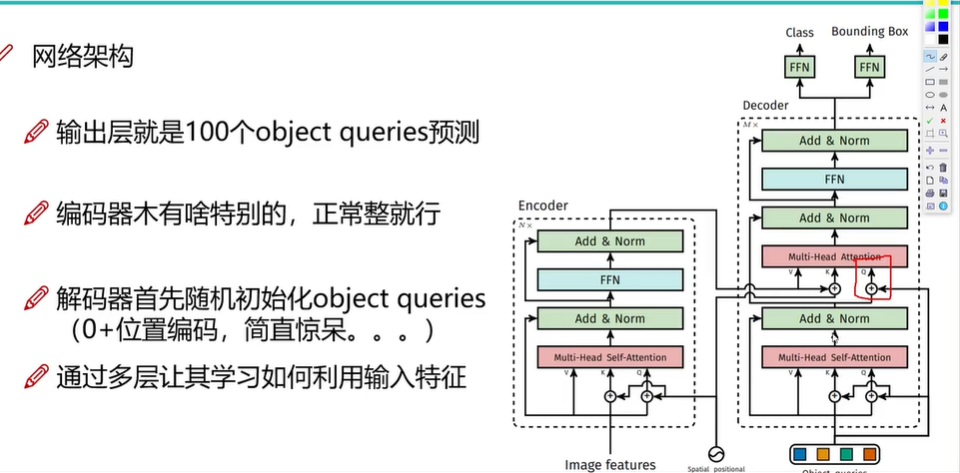 网络架构
输出层就是100个object queries预测
编码器木有啥特别的，正常整就行
解码器首先随机初始化object queries
（0+位置编码，简直惊呆。。。）
通过多层让其学习如何利用输入特征
Class
Bounding Box
FFN
FFN
Decoder
M×
Add & Norm
FFN
Add & Norm
Multi-Head Attention
V
K
Q
Add & Norm
Multi-Head Self-Attention
V
K
Q
Encoder
N×
Add & Norm
FFN
Add & Norm
Multi-Head Self-Attention
V
K
Q
Image features
Spatial positional
Object queries
A